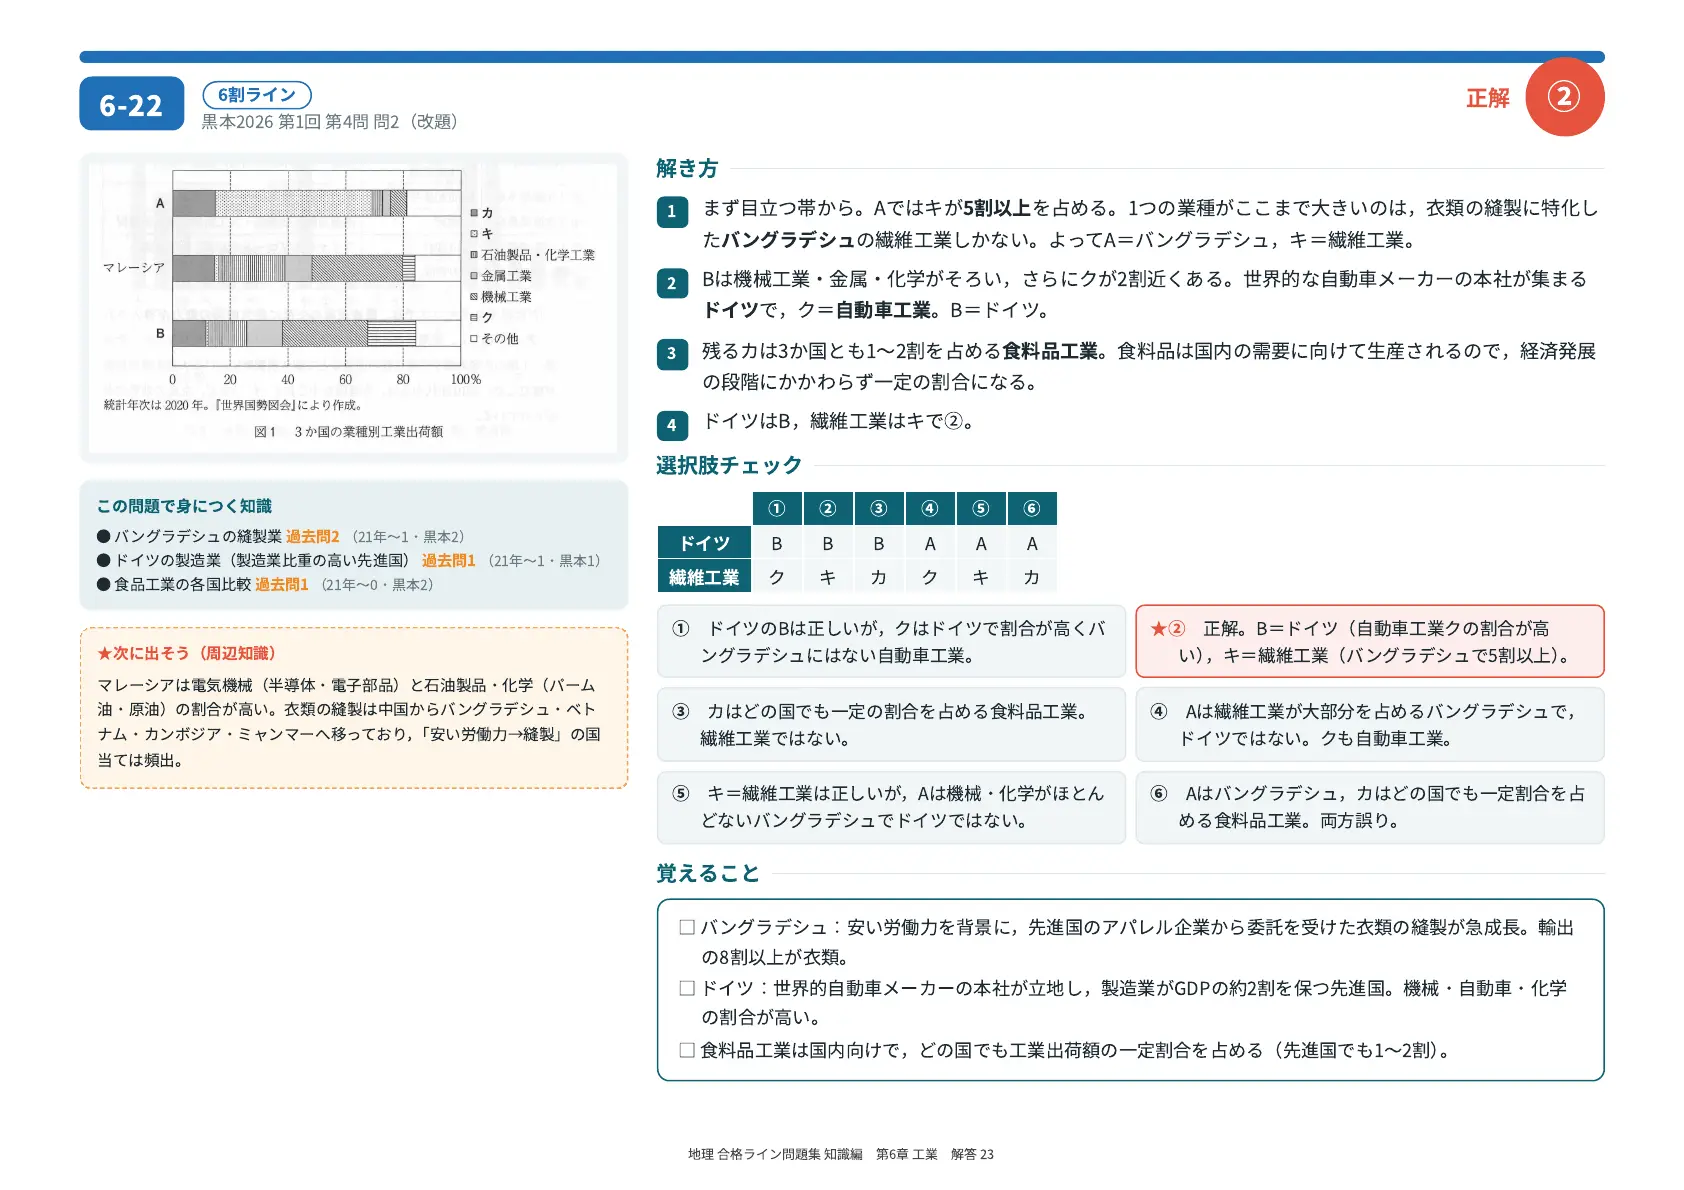 6-22
6割ライン
黒本2026 第1回 第4問 問2（改題）
正解 ②
A
マレーシア
B
カ
キ
石油製品・化学工業
金属工業
機械工業
ク
その他
0 20 40 60 80 100%
統計年次は2020年。『世界国勢図会』により作成。
図1 3か国の業種別工業出荷額
この問題で身につく知識
● バングラデシュの縫製業 過去問2 （21年〜1・黒本2）
● ドイツの製造業（製造業比重の高い先進国） 過去問1 （21年〜1・黒本1）
● 食品工業の各国比較 過去問1 （21年〜0・黒本2）
★次に出そう（周辺知識）
マレーシアは電気機械（半導体・電子部品）と石油製品・化学（パーム
油・原油）の割合が高い。衣類の縫製は中国からバングラデシュ・ベト
ナム・カンボジア・ミャンマーへ移っており，「安い労働力→縫製」の国
当ては頻出。
解き方
1 まず目立つ帯から。Aではキが5割以上を占める。1つの業種がここまで大きいのは，衣類の縫製に特化し
たバングラデシュの繊維工業しかない。よってA＝バングラデシュ，キ＝繊維工業。
2 Bは機械工業・金属・化学がそろい，さらにクが2割近くある。世界的な自動車メーカーの本社が集まる
ドイツで，ク＝自動車工業。B＝ドイツ。
3 残るカは3か国とも1〜2割を占める食料品工業。食料品は国内の需要に向けて生産されるので，経済発展
の段階にかかわらず一定の割合になる。
4 ドイツはB，繊維工業はキで②。
選択肢チェック
① ② ③ ④ ⑤ ⑥
ドイツ B B B A A A
繊維工業 ク キ カ ク キ カ
① ドイツのBは正しいが，クはドイツで割合が高くバ
ングラデシュにはない自動車工業。
★② 正解。B＝ドイツ（自動車工業クの割合が高
い），キ＝繊維工業（バングラデシュで5割以上）。
③ カはどの国でも一定の割合を占める食料品工業。
繊維工業ではない。
④ Aは繊維工業が大部分を占めるバングラデシュで，
ドイツではない。クも自動車工業。
⑤ キ＝繊維工業は正しいが，Aは機械・化学がほとん
どないバングラデシュでドイツではない。
⑥ Aはバングラデシュ，カはどの国でも一定割合を占
める食料品工業。両方誤り。
覚えること
□ バングラデシュ：安い労働力を背景に，先進国のアパレル企業から委託を受けた衣類の縫製が急成長。輸出
の8割以上が衣類。
□ ドイツ：世界的自動車メーカーの本社が立地し，製造業がGDPの約2割を保つ先進国。機械・自動車・化学
の割合が高い。
□ 食料品工業は国内向けで，どの国でも工業出荷額の一定割合を占める（先進国でも1〜2割）。
地理 合格ライン問題集 知識編 第6章 工業 解答 23